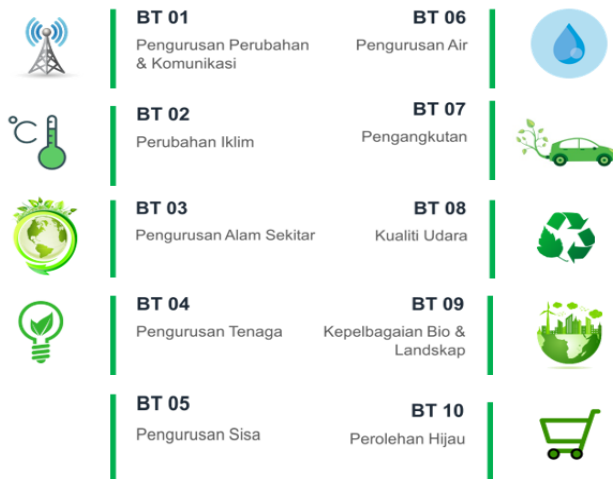 BT 01
Pengurusan Perubahan
& Komunikasi
BT 02
Perubahan Iklim
BT 03
Pengurusan Alam Sekitar
BT 04
Pengurusan Tenaga
BT 05
Pengurusan Sisa
BT 06
Pengurusan Air
BT 07
Pengangkutan
BT 08
Kualiti Udara
BT 09
Kepelbagaian Bio &
Landskap
BT 10
Perolehan Hijau
°C